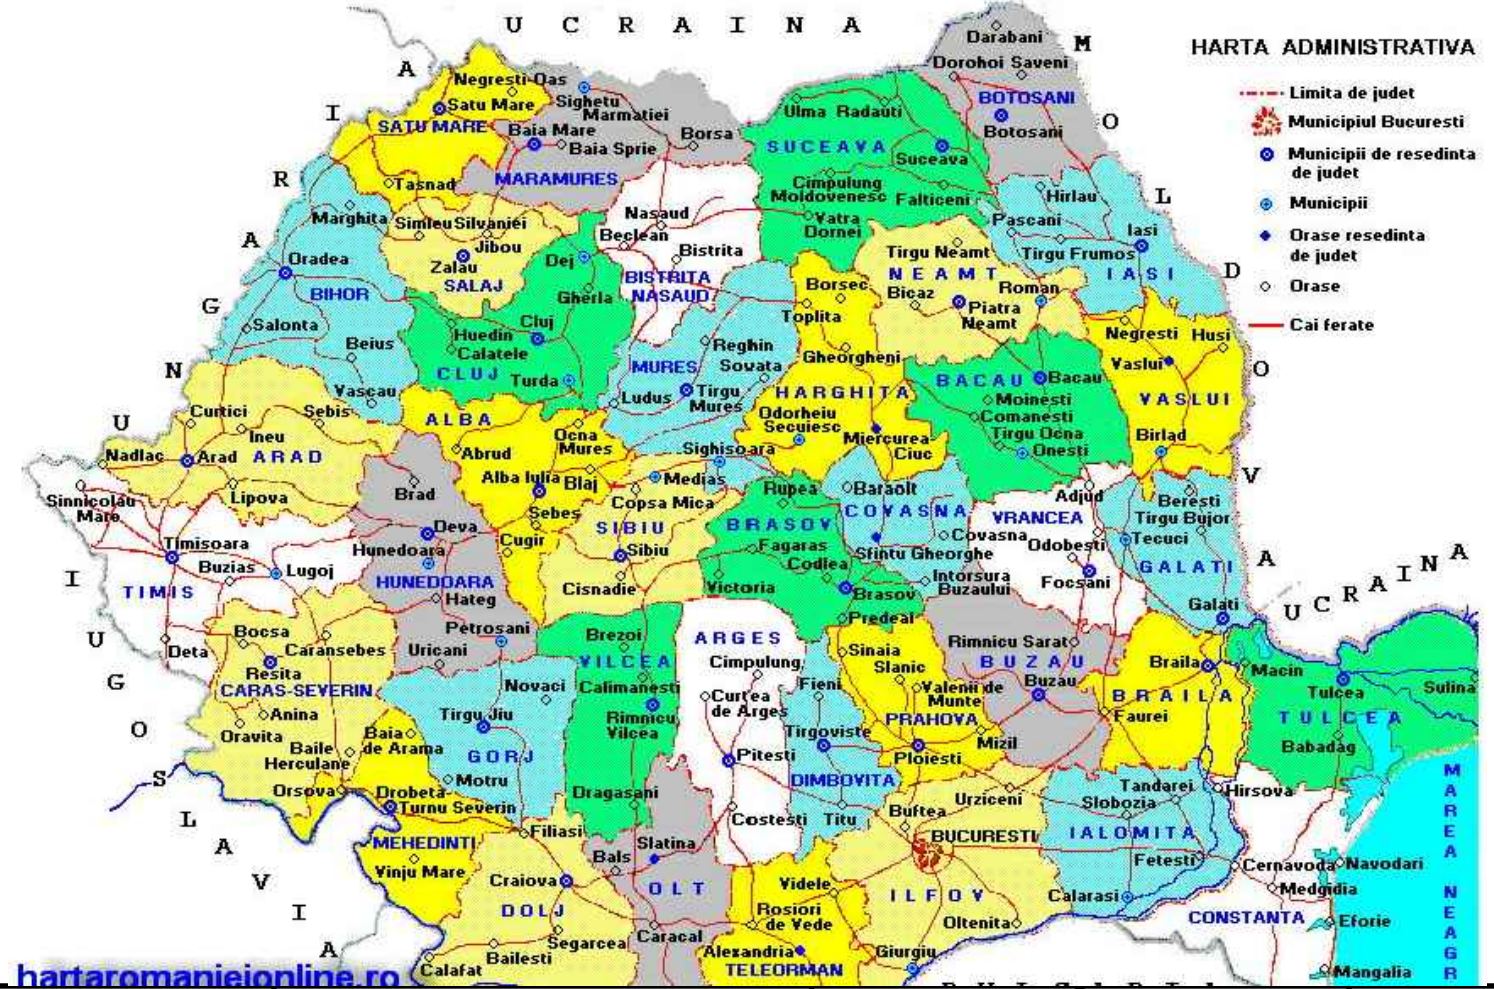 UCRAINA
MOLDOVA
UCRAINA
UNGARIA
IUGOSLAVIA
HARTA ADMINISTRATIVA
Limita de judet
Municipiul Bucuresti
Municipii de resedinta
de judet
Municipii
Orase resedinta
de judet
Orase
Cai ferate
Darabani
Dorohoi Saveni
BOTOSANI
Botosani
Negresti-Oas
Satu Mare
SATU MARE
Tasnad
Sighetu
Marmatiei
Baia Mare
Baia Sprie
Borsa
MARAMURES
Ulma Radauti
SUCEAVA
Suceava
Cimpulung
Moldovenesc
Falticeni
Vatra
Dornei
Hirlau
Pascani
Iasi
Tirgu Frumos
IASI
Marghita
Oradea
BIHOR
Salonta
Beius
Vascau
Simleu Silvaniei
Jibou
Zalau
SALAJ
Nasaud
Beclean
Bistrita
BISTRITA
NASAUD
Dej
Gherla
Cluj
Huedin
Calatele
CLUJ
Turda
Tirgu Neamt
NEAMT
Bicaz
Roman
Piatra
Neamt
Borsec
Toplita
Gheorgheni
HARGHITA
Odorheiu
Secuiesc
Miercurea-
Ciuc
Reghin
MURES
Sovata
Ludus
Tirgu
Mures
Sighisoara
BACAU
Bacau
Moinesti
Comanesti
Tirgu Ocna
Onesti
Negresti
Husi
Vaslui
VASLUI
Birlad
Curtici
Sebis
Ineu
Nadlac
Arad
ARAD
Lipova
ALBA
Abrud
Ocna
Mures
Alba Iulia
Blaj
Sebes
Cugir
Brad
Deva
Hunedoara
HUNEDOARA
Hateg
Petrosani
Uricani
Medias
Copsa Mica
SIBIU
Sibiu
Cisnadie
Rupea
BRASOV
Fagaras
Codlea
Victoria
Brasov
Predeal
Baraolt
COVASNA
Covasna
Sfintu Gheorghe
Intorsura
Buzaului
Adjud
VRANCEA
Odobesti
Focsani
Beresti
Tirgu Bujor
Tecuci
GALATI
Galati
Sinnicolau
Mare
Timisoara
Buzias
Lugoj
TIMIS
Deta
Bocsa
Caransebes
Resita
CARAS-SEVERIN
Anina
Oravita
Baile
Herculane
Orsova
Baia
de Arama
Drobeta
Turnu Severin
MEHEDINTI
Vinju Mare
Novaci
Tirgu Jiu
GORJ
Motru
Brezoi
VILCEA
Calimanesti
Rimnicu
Vilcea
Dragasani
ARGES
Cimpulung
Curtea
de Arges
Pitesti
Costesti
Fieni
Tirgoviste
DIMBOVITA
Titu
Sinaia
Slanic
Valenii de
Munte
PRAHOVA
Mizil
Ploiesti
Rimnicu Sarat
BUZAU
Buzau
Braila
BRAILA
Faurei
Macin
Tulcea
Sulina
TULCEA
Babadag
Filiasi
Craiova
DOLJ
Segarcea
Bailesti
Calafat
Slatina
Bals
OLT
Caracal
Videle
Rosiori
de Vede
Alexandria
TELEORMAN
Buftea
Urziceni
BUCURESTI
ILFOV
Oltenita
Giurgiu
Tandarei
Slobozia
IALOMITA
Fetesti
Calarasi
Hirsova
Cernavoda
Navodari
Medgidia
CONSTANTA
Eforie
Mangalia
MAREA NEAGR
hartaromanieionline.ro